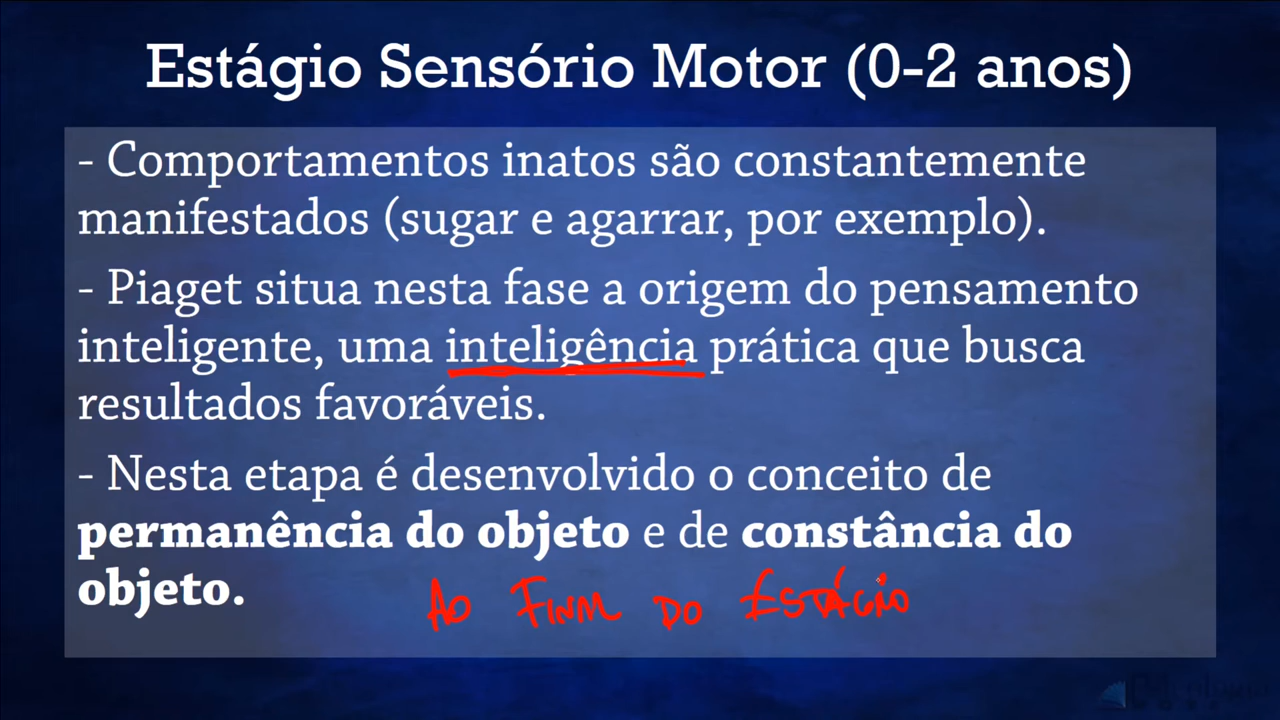 Estágio Sensório Motor (0-2 anos)
- Comportamentos inatos são constantemente
manifestados (sugar e agarrar, por exemplo).
- Piaget situa nesta fase a origem do pensamento
inteligente, uma inteligência prática que busca
resultados favoráveis.
- Nesta etapa é desenvolvido o conceito de
permanência do objeto e de constância do
objeto.
AO FINAL DO ESTÁGIO